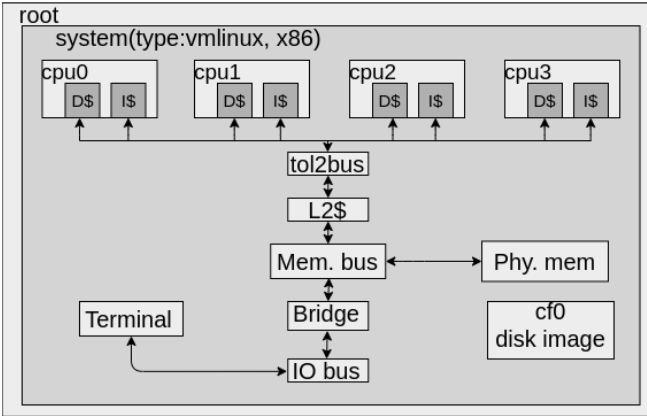 root
system(type:vmlinux, x86)
cpu0
D$ I$
cpu1
D$ I$
cpu2
D$ I$
cpu3
D$ I$
tol2bus
L2$
Mem. bus
Phy. mem
Bridge
Terminal
cf0
disk image
IO bus